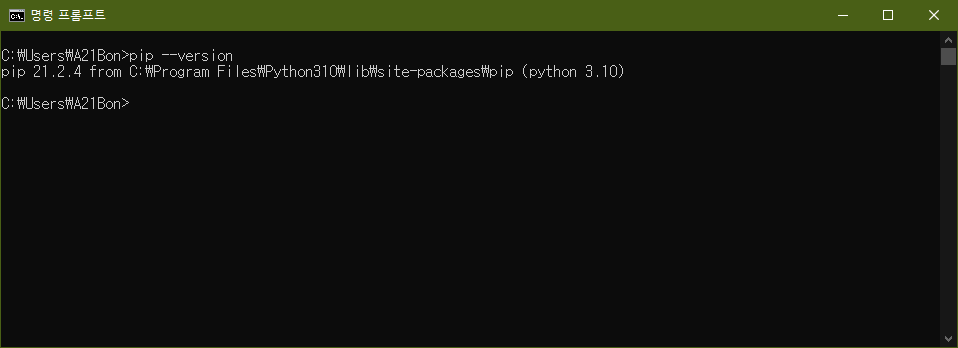 명령 프롬프트
C:₩Users₩A21Bon>pip --version
pip 21.2.4 from C:₩Program Files₩Python310₩lib₩site-packages₩pip (python 3.10)
C:₩Users₩A21Bon>